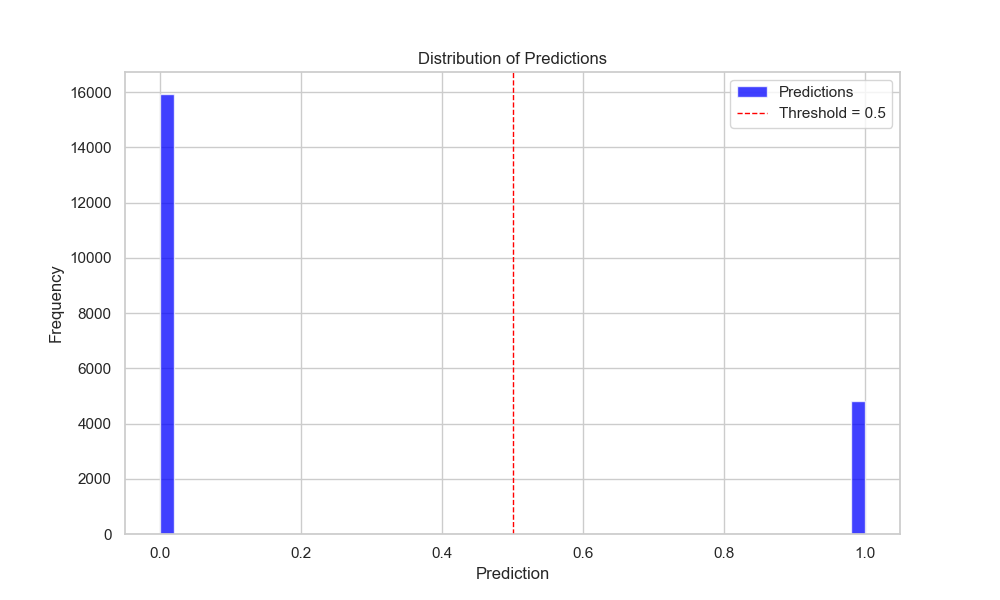 Distribution of Predictions
Predictions
Threshold = 0.5
Frequency
16000
14000
12000
10000
8000
6000
4000
2000
0
0.0 0.2 0.4 0.6 0.8 1.0
Prediction